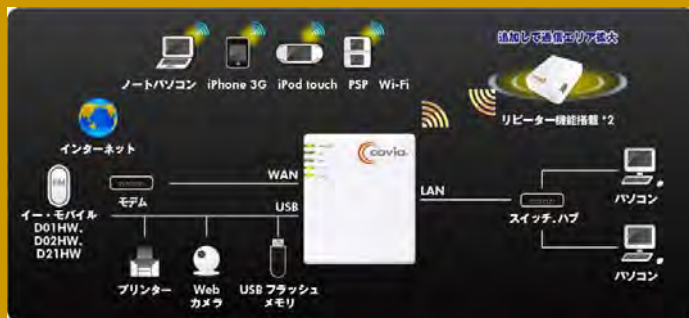 追加して通信エリア拡大
ノートパソコン iPhone 3G iPod touch PSP Wi-Fi
リピーター機能搭載 *2
インターネット
covia
WAN
モデム
LAN
USB
イー・モバイル
D01HW.
D02HW.
D21HW
スイッチ.ハブ
パソコン
プリンター
Web
カメラ
USB フラッシュ
メモリ
パソコン